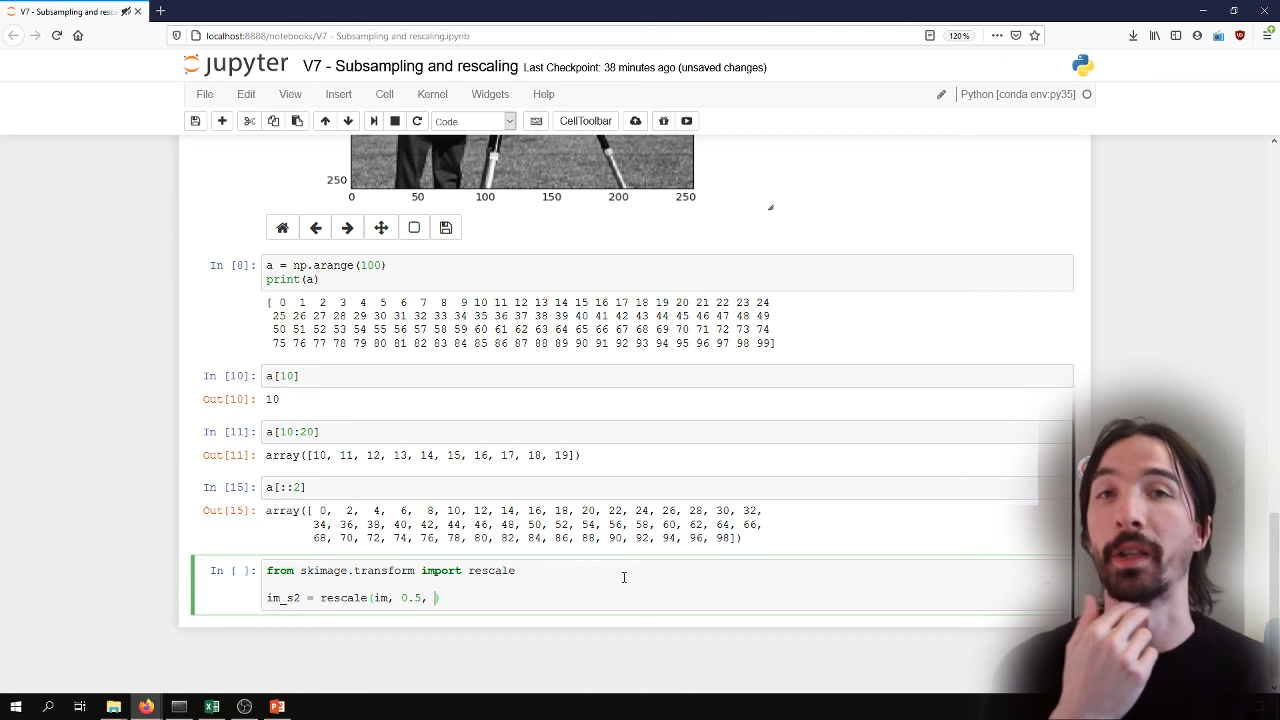 V7 - Subsampling and resca
localhost:8888/notebooks/V7 - Subsampling and rescaling.ipynb
120%
jupyter V7 - Subsampling and rescaling Last Checkpoint: 38 minutes ago (unsaved changes)
File Edit View Insert Cell Kernel Widgets Help
Python [conda env:py35]
Code
CellToolbar
250
0 50 100 150 200 250
In [8]: a = np.arange(100)
print(a)
[ 0 1 2 3 4 5 6 7 8 9 10 11 12 13 14 15 16 17 18 19 20 21 22 23 24
25 26 27 28 29 30 31 32 33 34 35 36 37 38 39 40 41 42 43 44 45 46 47 48 49
50 51 52 53 54 55 56 57 58 59 60 61 62 63 64 65 66 67 68 69 70 71 72 73 74
75 76 77 78 79 80 81 82 83 84 85 86 87 88 89 90 91 92 93 94 95 96 97 98 99]
In [10]: a[10]
Out[10]: 10
In [11]: a[10:20]
Out[11]: array([10, 11, 12, 13, 14, 15, 16, 17, 18, 19])
In [15]: a[::2]
Out[15]: array([ 0, 2, 4, 6, 8, 10, 12, 14, 16, 18, 20, 22, 24, 26, 28, 30, 32,
34, 36, 38, 40, 42, 44, 46, 48, 50, 52, 54, 56, 58, 60, 62, 64, 66,
68, 70, 72, 74, 76, 78, 80, 82, 84, 86, 88, 90, 92, 94, 96, 98])
In [ ]: from skimage.transform import rescale
im_s2 = rescale(im, 0.5, )